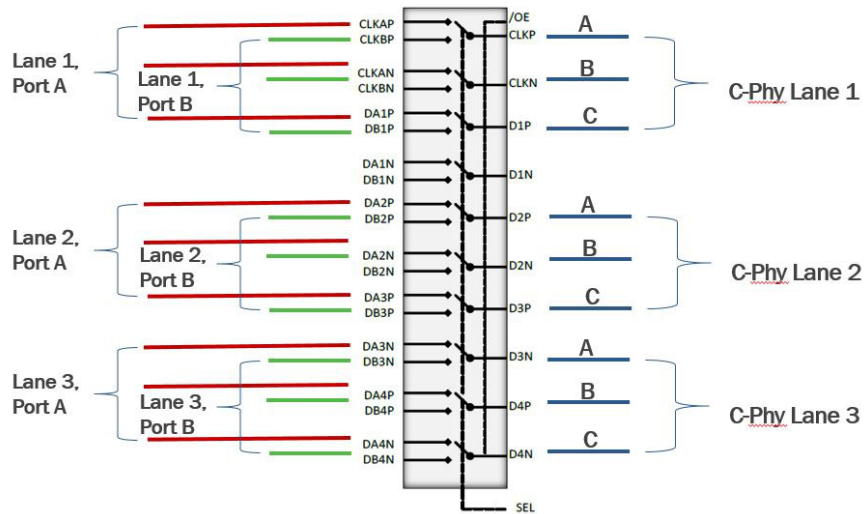 Lane 1,
Port A
Lane 1,
Port B
CLKAP
CLKBP
CLKAN
CLKBN
DA1P
DB1P
DA1N
DB1N
/OE
CLKP
CLKN
D1P
D1N
A
B
C
C-Phy Lane 1
Lane 2,
Port A
Lane 2,
Port B
DA2P
DB2P
DA2N
DB2N
DA3P
DB3P
D2P
D2N
D3P
A
B
C
C-Phy Lane 2
Lane 3,
Port A
Lane 3,
Port B
DA3N
DB3N
DA4P
DB4P
DA4N
DB4N
D3N
D4P
D4N
A
B
C
C-Phy Lane 3
SEL